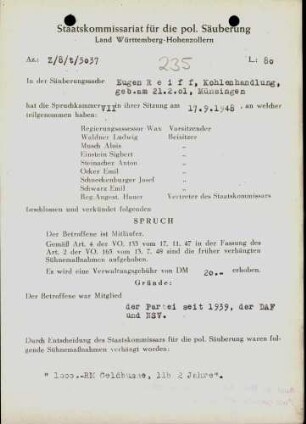 Staatskommissariat für die pol. Säuberung
Land Württemberg-Hohenzollern
Az.: Z/8/t/3037
235
L: 80
In der Säuberungssache Eugen Reiff, Kohlenhandlung,
geb.am 21.2.01, Münsingen
hat die Spruchkammer VII in ihrer Sitzung am 17.9.1948, an welcher
teilgenommen haben:
Regierungsassessor Wax Vorsitzender
Waldner Ludwig Beisitzer
Musch Alois "
Einstein Sigbert "
Steinacher Anton "
Oster Emil "
Schneckenburger Josef "
Schwarz Emil "
Reg.Angest. Hauer Vertreter des Staatskommissars
beschlossen und verkündet folgenden
SPRUCH
Der Betroffene ist Mitläufer.
Gemäß Art. 4 der VO. 133 vom 17. 11. 47 in der Fassung des
Art. 2 der VO. 165 vom 13. 7. 48 sind die früher verhängten
Sühnemaßnahmen aufgehoben.
Es wird eine Verwaltungsgebühr von DM 20.- erhoben.
Gründe:
Der Betroffene war Mitglied
der Partei seit 1939, der DAF
und NSV.
Durch Entscheidung des Staatskommissars für die pol. Säuberung waren fol-
gende Sühnemaßnahmen verhängt worden:
" 1000.-RM Geldbusse, 11b 2 Jahre".